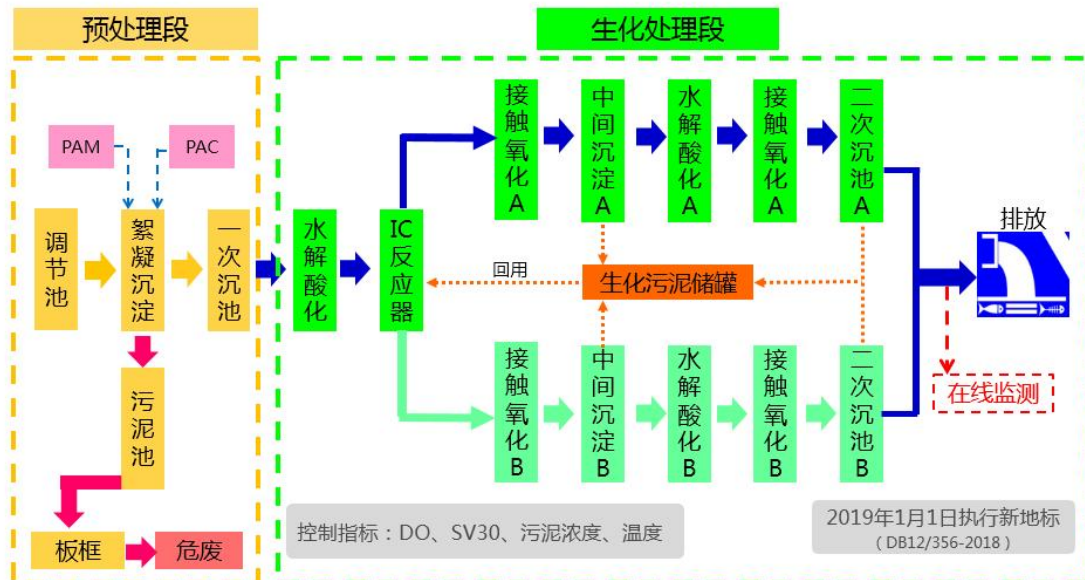 预处理段
生化处理段
PAM
PAC
调节池
絮凝沉淀
一次沉池
污泥池
板框
危废
水解酸化
IC反应器
接触氧化A
中间沉淀A
水解酸化A
接触氧化A
二次沉池A
回用
生化污泥储罐
接触氧化B
中间沉淀B
水解酸化B
接触氧化B
二次沉池B
排放
在线监测
控制指标：DO、SV30、污泥浓度、温度
2019年1月1日执行新地标
（DB12/356-2018）